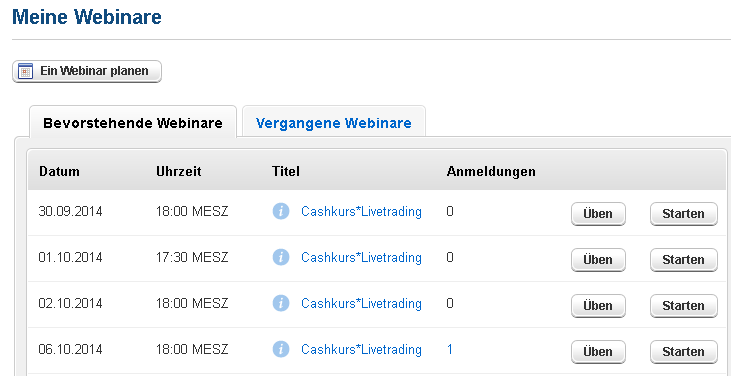 Meine Webinare
Ein Webinar planen
Bevorstehende Webinare Vergangene Webinare
Datum Uhrzeit Titel Anmeldungen
30.09.2014 18:00 MESZ i Cashkurs*Livetrading 0 Üben Starten
01.10.2014 17:30 MESZ i Cashkurs*Livetrading 0 Üben Starten
02.10.2014 18:00 MESZ i Cashkurs*Livetrading 0 Üben Starten
06.10.2014 18:00 MESZ i Cashkurs*Livetrading 1 Üben Starten